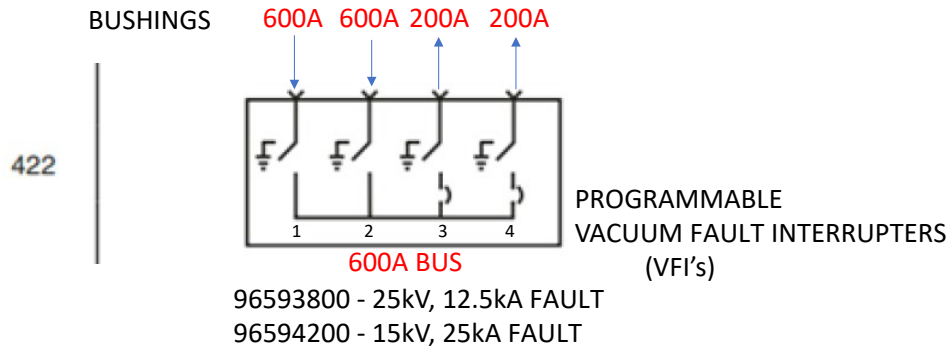 BUSHINGS 600A 600A 200A 200A
422
1 2 3 4
PROGRAMMABLE
VACUUM FAULT INTERRUPTERS
(VFI's)
600A BUS
96593800 - 25kV, 12.5kA FAULT
96594200 - 15kV, 25kA FAULT